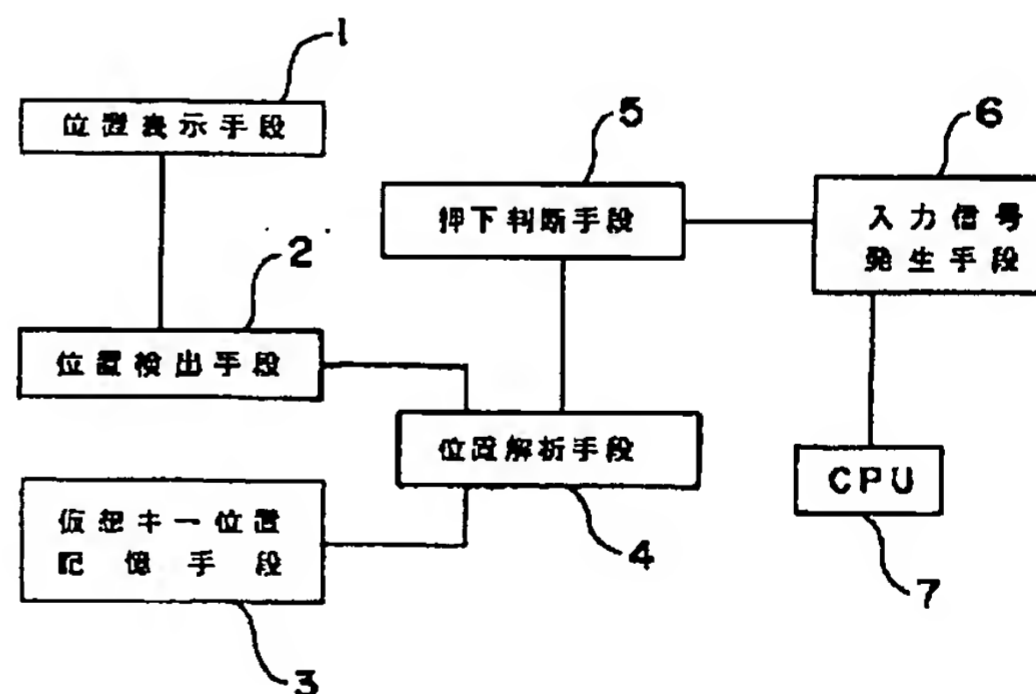 1
位置表示手段
5
6
押下判断手段
入力信号
発生手段
2
位置検出手段
位置解析手段
CPU
仮想キー位置
記憶手段
4
7
3